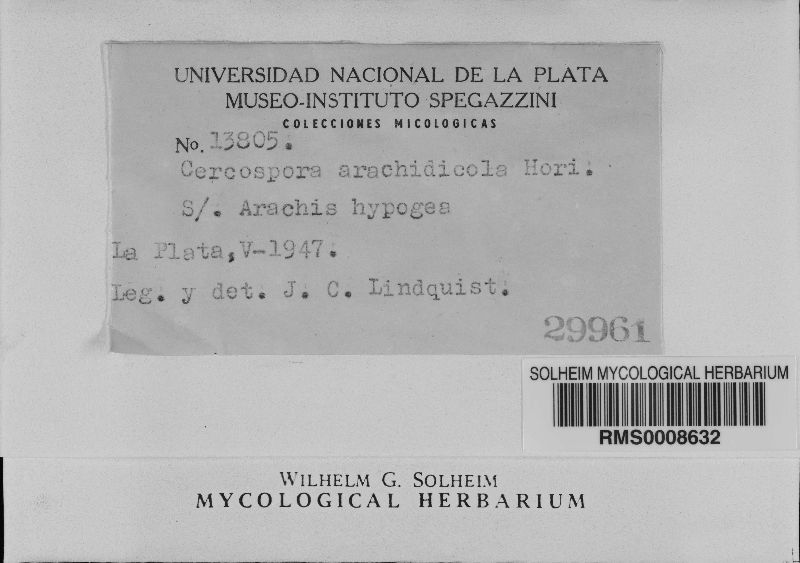 UNIVERSIDAD NACIONAL DE LA PLATA
MUSEO-INSTITUTO SPEGAZZINI
COLECCIONES MICOLOGICAS
No. 13805.
Cercospora arachidicola Hori.
S/. Arachis hypogea
La Plata, V-1947.
Leg. y det. J. C. Lindquist.
29961
SOLHEIM MYCOLOGICAL HERBARIUM
RMS0008632
WILHELM G. SOLHEIM
MYCOLOGICAL HERBARIUM